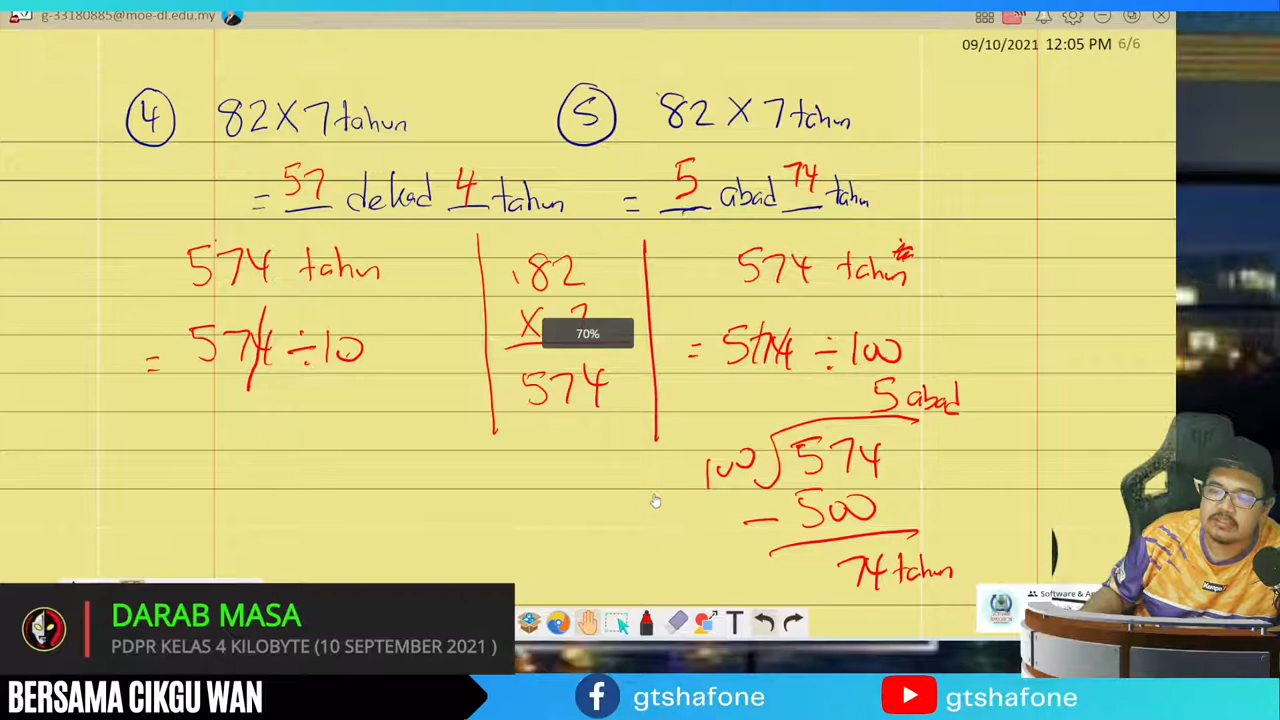 g-33180885@moe-dl.edu.my
09/10/2021 12:05 PM 6/6
4 82 X 7 tahun
= 57 dekad 4 tahun
574 tahun
= 574 ÷ 10
82
X 7
574
70%
5 82 X 7 tahun
= 5 abad 74 tahun
574 tahun
= 574 ÷ 100
5 abad
100 574
- 500
74 tahun
Software & Ap
DARAB MASA
PDPR KELAS 4 KILOBYTE (10 SEPTEMBER 2021 )
BERSAMA CIKGU WAN
gtshafone
gtshafone